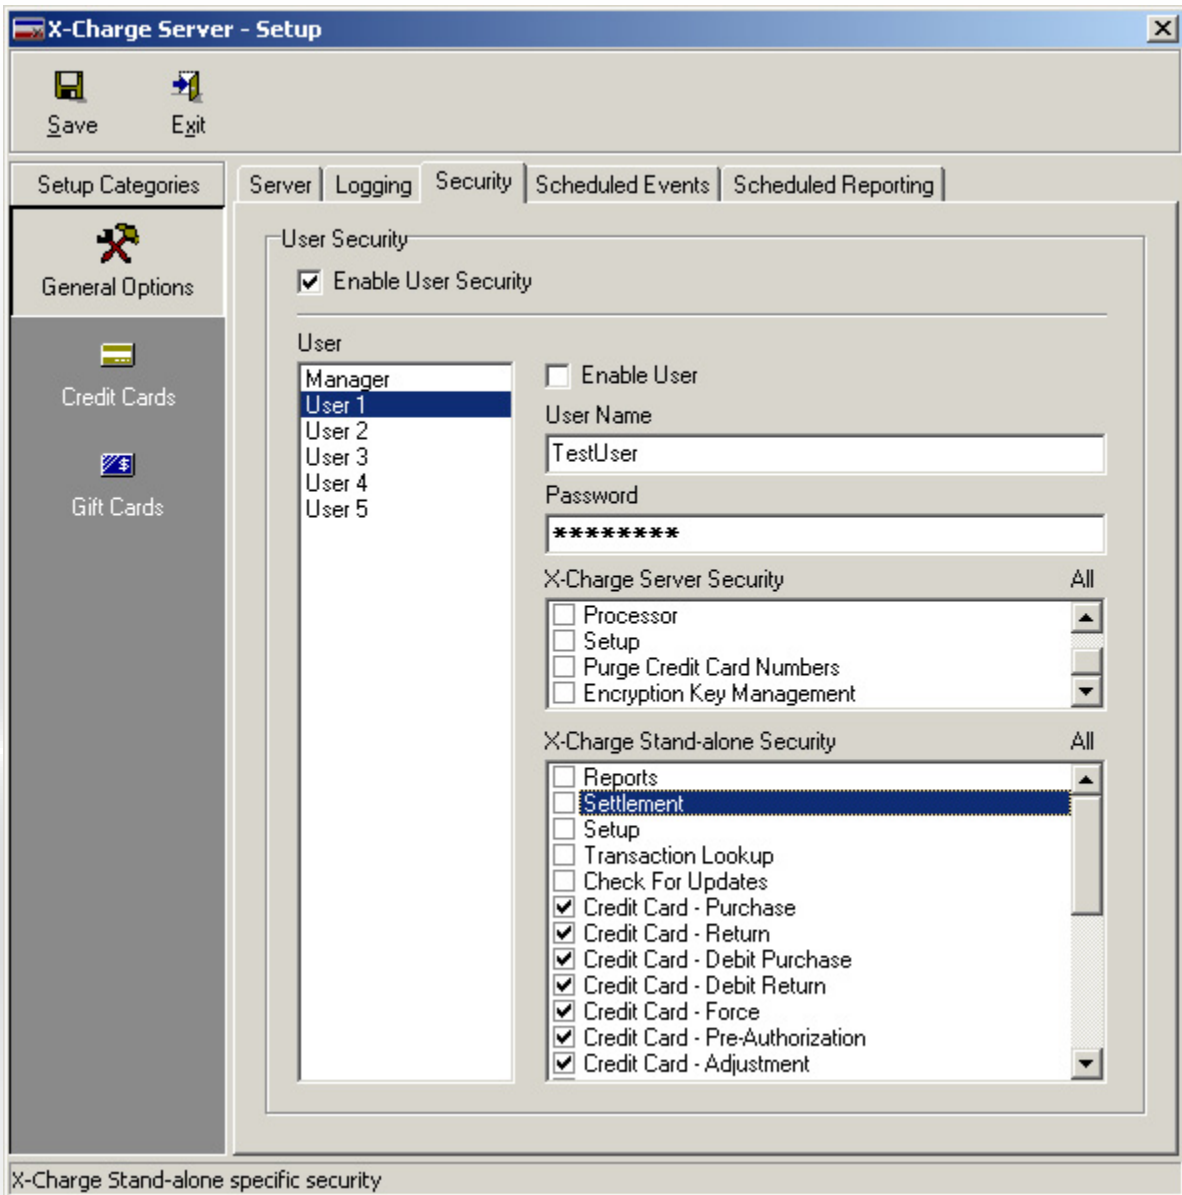 X-Charge Server - Setup
Save
Exit
Setup Categories
Server
Logging
Security
Scheduled Events
Scheduled Reporting
General Options
Credit Cards
Gift Cards
User Security
Enable User Security
User
Manager
User 1
User 2
User 3
User 4
User 5
Enable User
User Name
TestUser
Password
********
X-Charge Server Security All
Processor
Setup
Purge Credit Card Numbers
Encryption Key Management
X-Charge Stand-alone Security All
Reports
Settlement
Setup
Transaction Lookup
Check For Updates
Credit Card - Purchase
Credit Card - Return
Credit Card - Debit Purchase
Credit Card - Debit Return
Credit Card - Force
Credit Card - Pre-Authorization
Credit Card - Adjustment
X-Charge Stand-alone specific security